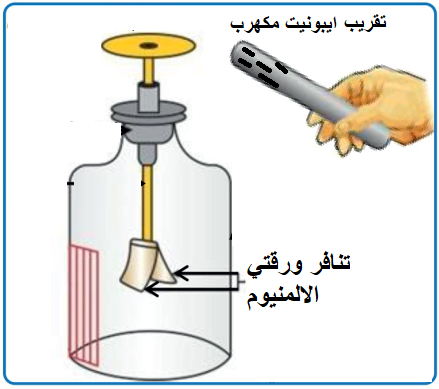 تقريب ايبونيت مكهرب
تنافر ورقتي
الالمنيوم